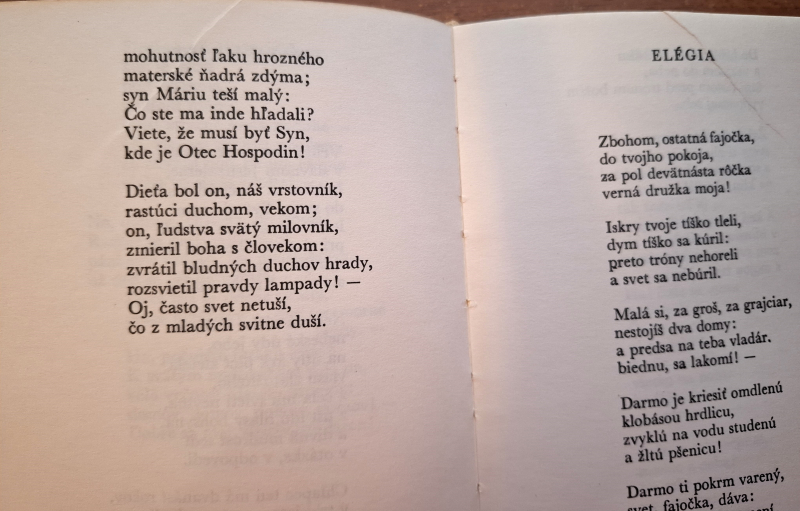 mohutnosť ľaku hrozného
materské ňadrá zdýma;
syn Máriu teší malý:
Čo ste ma inde hľadali?
Viete, že musí byť Syn,
kde je Otec Hospodin!
Dieťa bol on, náš vrstovník,
rastúci duchom, vekom;
on, ľudstva svätý milovník,
zmieril boha s človekom:
zvrátil bludných duchov hrady,
rozsvietil pravdy lampady! —
Oj, často svet netuší,
čo z mladých svitne duší.
ELÉGIA
Zbohom, ostatná fajočka,
do tvojho pokoja,
za pol devätnásta rôčka
verná družka moja!
Iskry tvoje tíško tleli,
dym tíško sa kúril:
preto tróny nehoreli
a svet sa nebúril.
Malá si, za groš, za grajciar,
nestojíš dva domy:
a predsa na teba vladár.
biednu, sa lakomí! —
Darmo je kriesiť omdlenú
klobásou hrdlicu,
zvyklú na vodu studenú
a žltú pšenicu!
Darmo ti pokrm varený,
svet, fajočka, dáva: